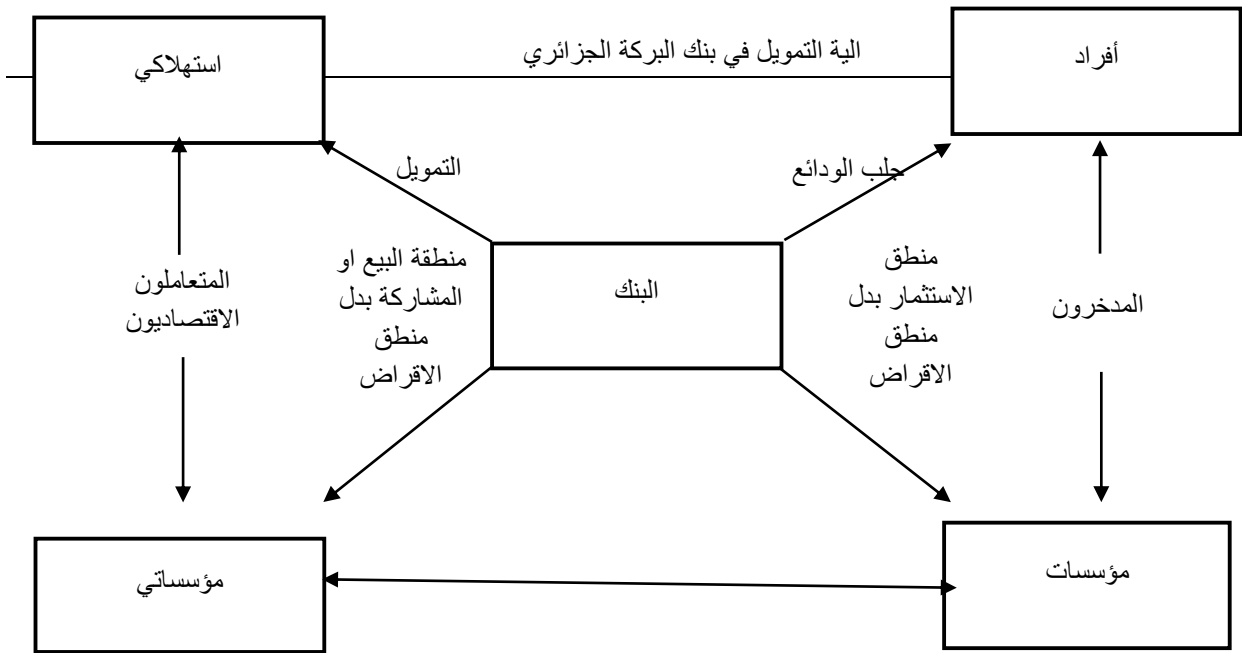 الية التمويل في بنك البركة الجزائري
أفراد
استهلاكي
جلب الودائع
التمويل
البنك
منطق
الاستثمار بدل
منطق
الاقراض
منطقة البيع او
المشاركة بدل
منطق
الاقراض
المدخرون
المتعاملون
الاقتصاديون
مؤسسات
مؤسساتي